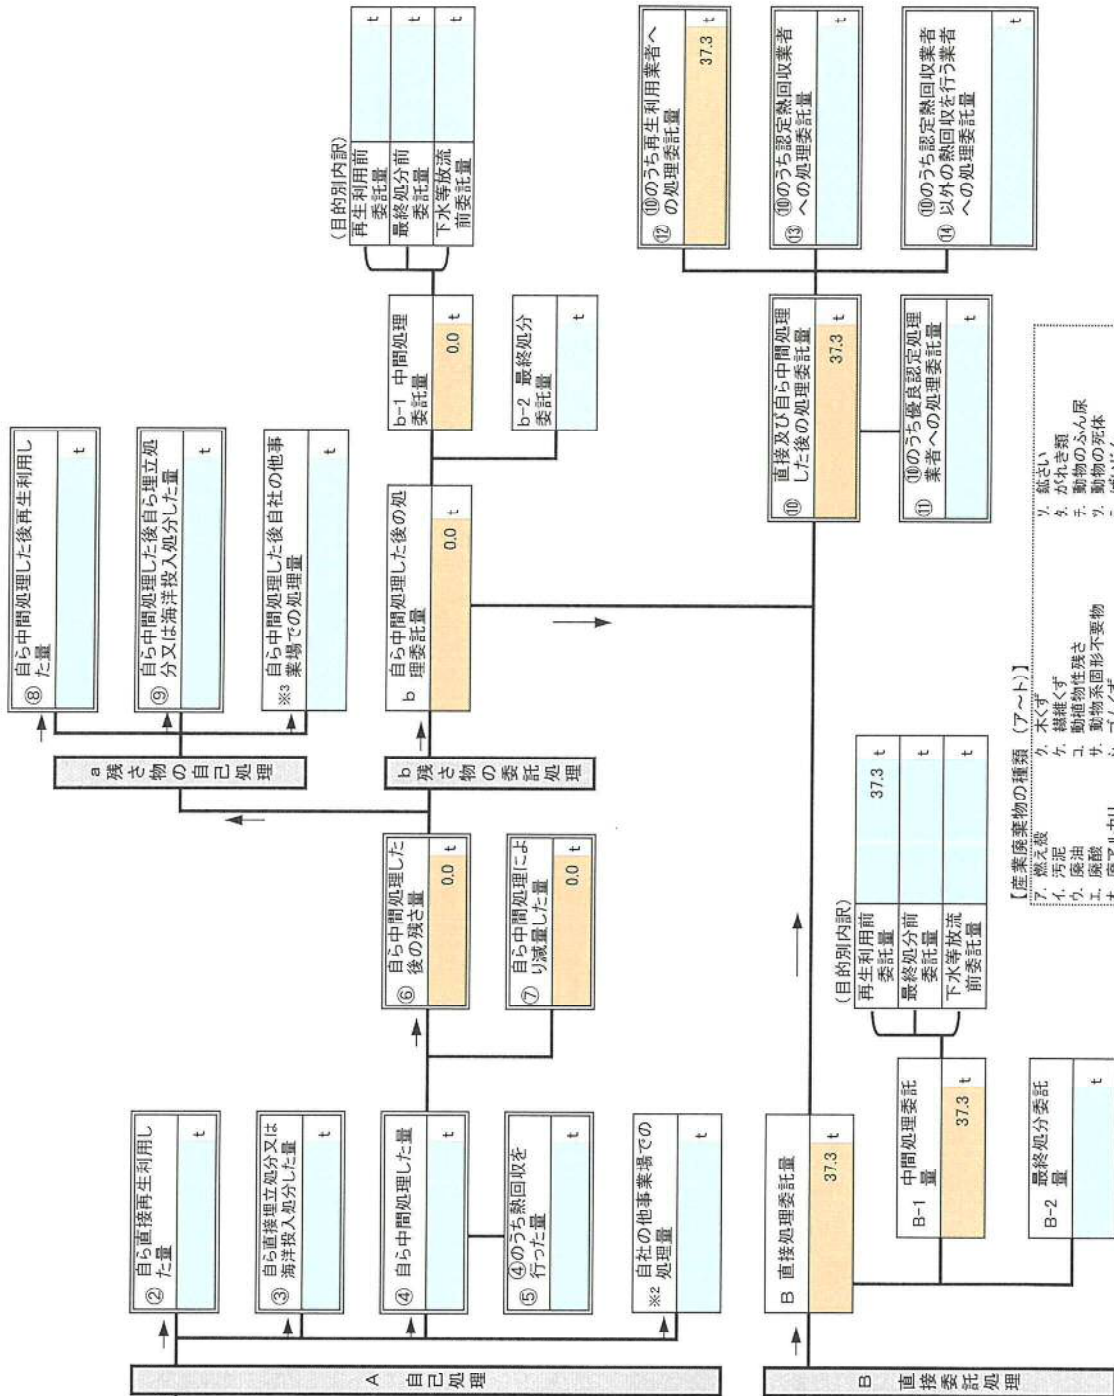 A 自己処理
② 自ら直接再生利用し
た量
t
③ 自ら直接埋立処分又は
海洋投入処分した量
t
④ 自ら中間処理した量
t
⑤ ④のうち熱回収を
行った量
t
※2 自社の他事業場での
処理量
t
⑥ 自ら中間処理した
後の残さ量
0.0 t
⑦ 自ら中間処理によ
り減量した量
0.0 t
a 残さ物の自己処理
⑧ 自ら中間処理した後再生利用し
た量
t
⑨ 自ら中間処理した後自ら埋立処
分又は海洋投入処分した量
t
※3 自ら中間処理した後自社の他事
業場での処理量
t
b 残さ物の委託処理
b 自ら中間処理した後の処
理委託量
0.0 t
b-1 中間処理
委託量
0.0 t
b-2 最終処分
委託量
t
(目的別内訳)
再生利用前
委託量 t
最終処分前
委託量 t
下水等放流
前委託量 t
B 直接委託処理
B 直接処理委託量
37.3 t
B-1 中間処理委託
量
37.3 t
B-2 最終処分委託
量
t
(目的別内訳)
再生利用前
委託量 37.3 t
最終処分前
委託量 t
下水等放流
前委託量 t
⑩ 直接及び自ら中間処理
した後の処理委託量
37.3 t
⑪ ⑩のうち優良認定処理
業者への処理委託量
t
⑫ ⑩のうち再生利用業者へ
の処理委託量
37.3 t
⑬ ⑩のうち認定熱回収業者
への処理委託量
t
⑭ ⑩のうち認定熱回収業者
以外の熱回収を行う業者
への処理委託量
t
【産業廃棄物の種類(ア～ト)】
ア. 燃え殻 ク. 木くず ソ. 鉱さい
イ. 汚泥 ケ. 繊維くず タ. がれき類
ウ. 廃油 コ. 動植物性残さ チ. 動物のふん尿
エ. 廃酸 サ. 動物系固形不要物 ツ. 動物の死体